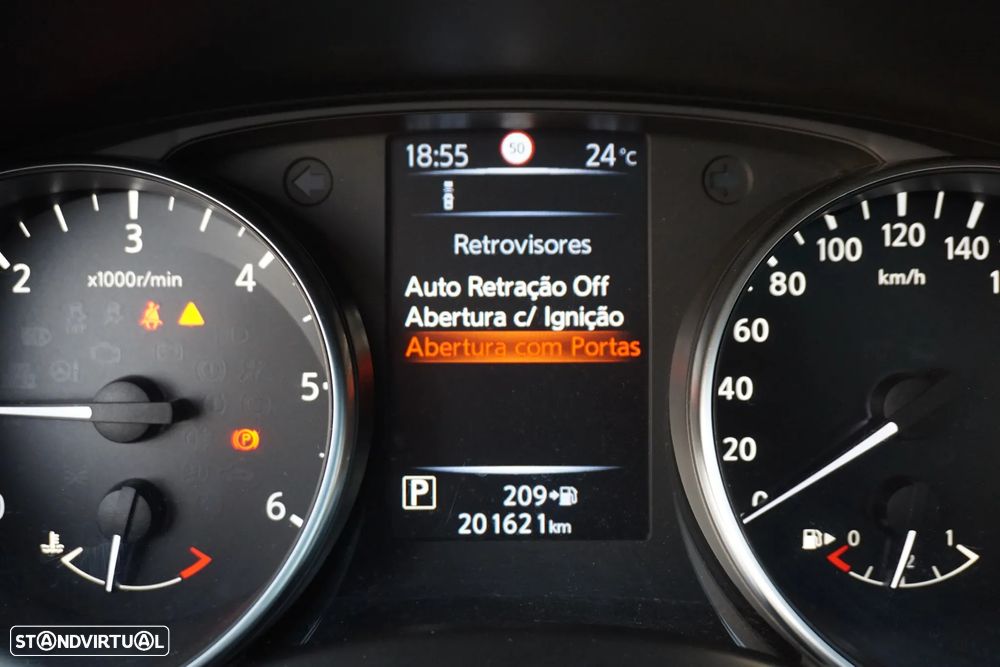 18:55 50 24°c
Retrovisores
Auto Retração Off
Abertura c/ Ignição
Abertura com Portas
P 209
201621km
2 3 4 5 6
x1000r/min
P
0 20 40 60 80 100 120 140
km/h
0 1
STANDVIRTUAL